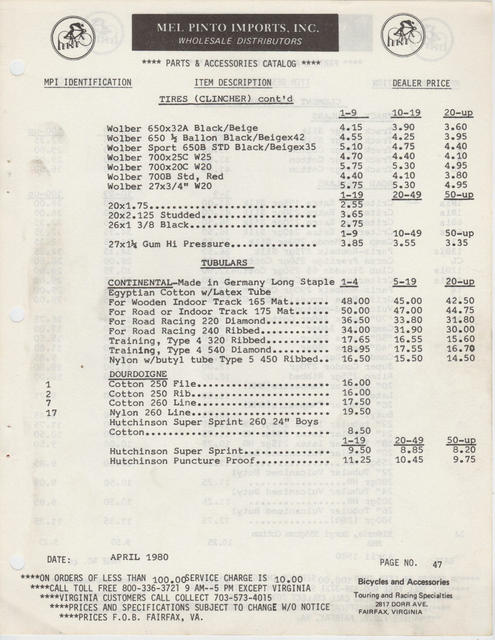 MEL PINTO IMPORTS, INC.
WHOLESALE DISTRIBUTORS
**** PARTS & ACCESSORIES CATALOG ****
MPI IDENTIFICATION ITEM DESCRIPTION DEALER PRICE
TIRES (CLINCHER) cont'd
1-9 10-19 20-up
Wolber 650x32A Black/Beige 4.15 3.90 3.60
Wolber 650 ½ Ballon Black/Beigex42 4.55 4.25 3.95
Wolber Sport 650B STD Black/Beigex35 5.10 4.75 4.40
Wolber 700x25C W25 4.70 4.40 4.10
Wolber 700x20C W20 5.75 5.30 4.95
Wolber 700B Std, Red 4.40 4.10 3.80
Wolber 27x3/4" W20 5.75 5.30 4.95
1-19 20-49 50-up
20x1.75................................ 2.55
20x2.125 Studded....................... 3.65
26x1 3/8 Black......................... 2.75
1-9 10-49 50-up
27x1¼ Gum Hi Pressure.................. 3.85 3.55 3.35
TUBULARS
CONTINENTAL-Made in Germany Long Staple 1-4 5-19 20-up
Egyptian Cotton w/Latex Tube
For Wooden Indoor Track 165 Mat....... 48.00 45.00 42.50
For Road or Indoor Track 175 Mat...... 50.00 47.00 44.75
For Road Racing 220 Diamond........... 36.50 33.80 31.80
For Road Racing 240 Ribbed............ 34.00 31.90 30.00
Training, Type 4 320 Ribbed........... 17.65 16.55 15.60
Training, Type 4 540 Diamond.......... 18.95 17.55 16.70
Nylon w/butyl tube Type 5 450 Ribbed.. 16.50 15.50 14.50
DOURDOIGNE
1 Cotton 250 File....................... 16.00
2 Cotton 250 Rib........................ 16.00
7 Cotton 260 Line....................... 17.50
17 Nylon 260 Line........................ 19.50
Hutchinson Super Sprint 260 24" Boys
Cotton................................ 8.50
1-19 20-49 50-up
Hutchinson Super Sprint............... 9.50 8.85 8.20
Hutchinson Puncture Proof............. 11.25 10.45 9.75
DATE: APRIL 1980 PAGE NO. 47
****ON ORDERS OF LESS THAN 100.00 SERVICE CHARGE IS 10.00
****CALL TOLL FREE 800-336-3721 9 AM--5 PM EXCEPT VIRGINIA
****VIRGINIA CUSTOMERS CALL COLLECT 703-573-4015
****PRICES AND SPECIFICATIONS SUBJECT TO CHANGE W/O NOTICE
****PRICES F.O.B. FAIRFAX, VA.
Bicycles and Accessories
Touring and Racing Specialties
2817 DORR AVE.
FAIRFAX, VIRGINIA